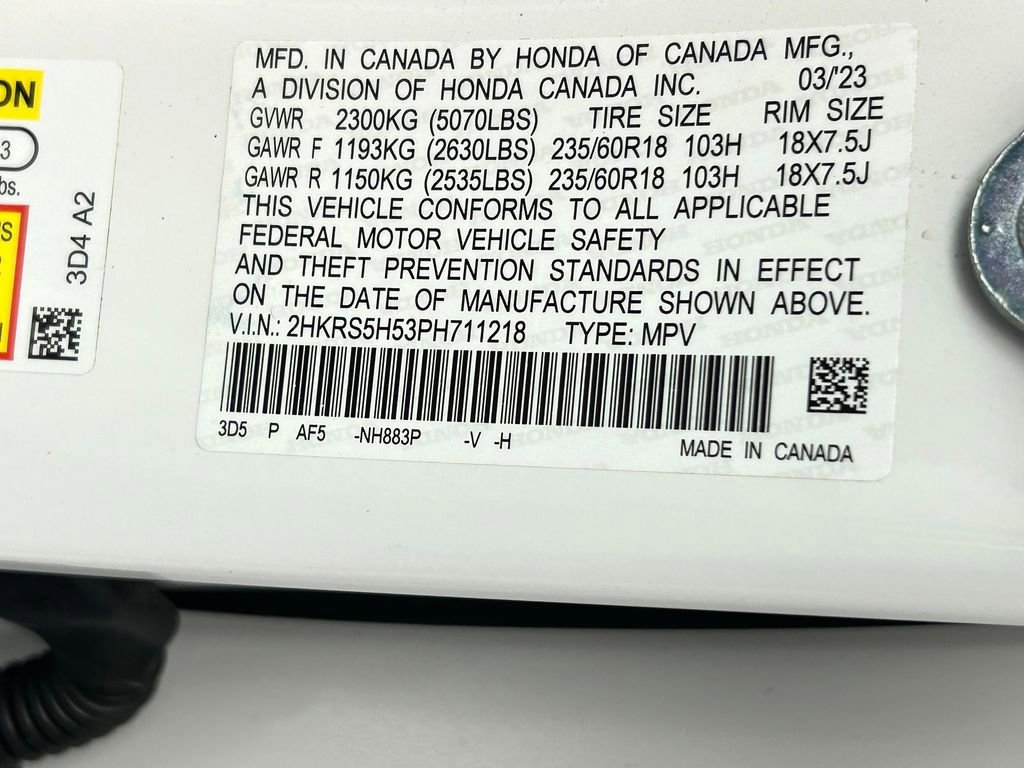 MFD. IN CANADA BY HONDA OF CANADA MFG.,
A DIVISION OF HONDA CANADA INC. 03/'23
GVWR 2300KG (5070LBS) TIRE SIZE RIM SIZE
GAWR F 1193KG (2630LBS) 235/60R18 103H 18X7.5J
GAWR R 1150KG (2535LBS) 235/60R18 103H 18X7.5J
THIS VEHICLE CONFORMS TO ALL APPLICABLE
FEDERAL MOTOR VEHICLE SAFETY
AND THEFT PREVENTION STANDARDS IN EFFECT
ON THE DATE OF MANUFACTURE SHOWN ABOVE.
V.I.N.: 2HKRS5H53PH711218 TYPE: MPV
3D5 P AF5 -NH883P -V -H
MADE IN CANADA
ON
3
bs.
3D4 A2